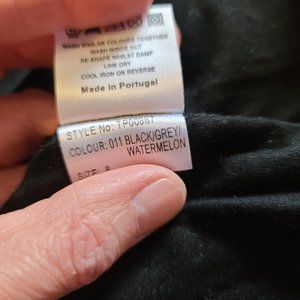 WASH SIMILAR COLOURS TOGETHER
WASH INSIDE OUT
RE-SHAPE WHILST DAMP
LINE DRY
COOL IRON ON REVERSE
Made in Portugal
STYLE No: TP00887
COLOUR: 011 BLACK/GREY/
WATERMELON
SIZE: 8